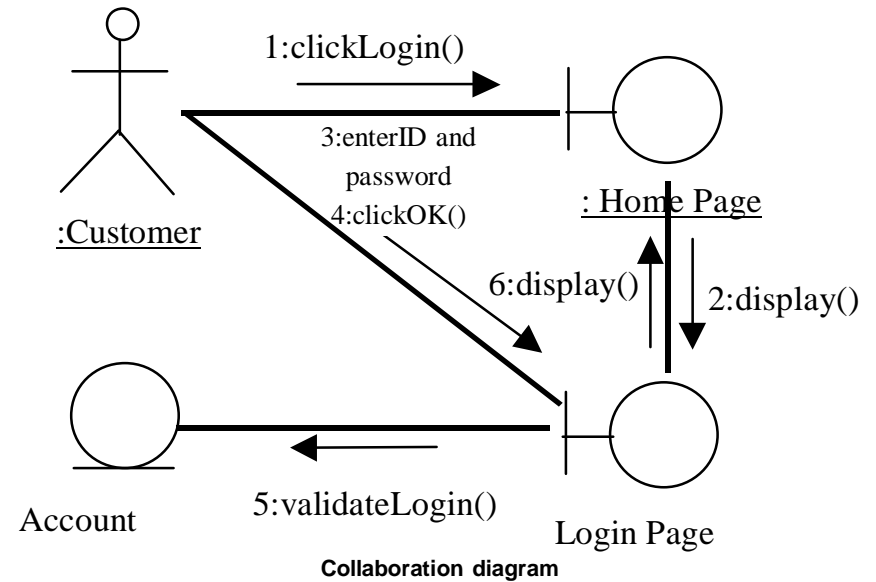 1:clickLogin()
3:enterID and
password
4:clickOK()
: Home Page
:Customer
6:display()
2:display()
5:validateLogin()
Account
Login Page
Collaboration diagram